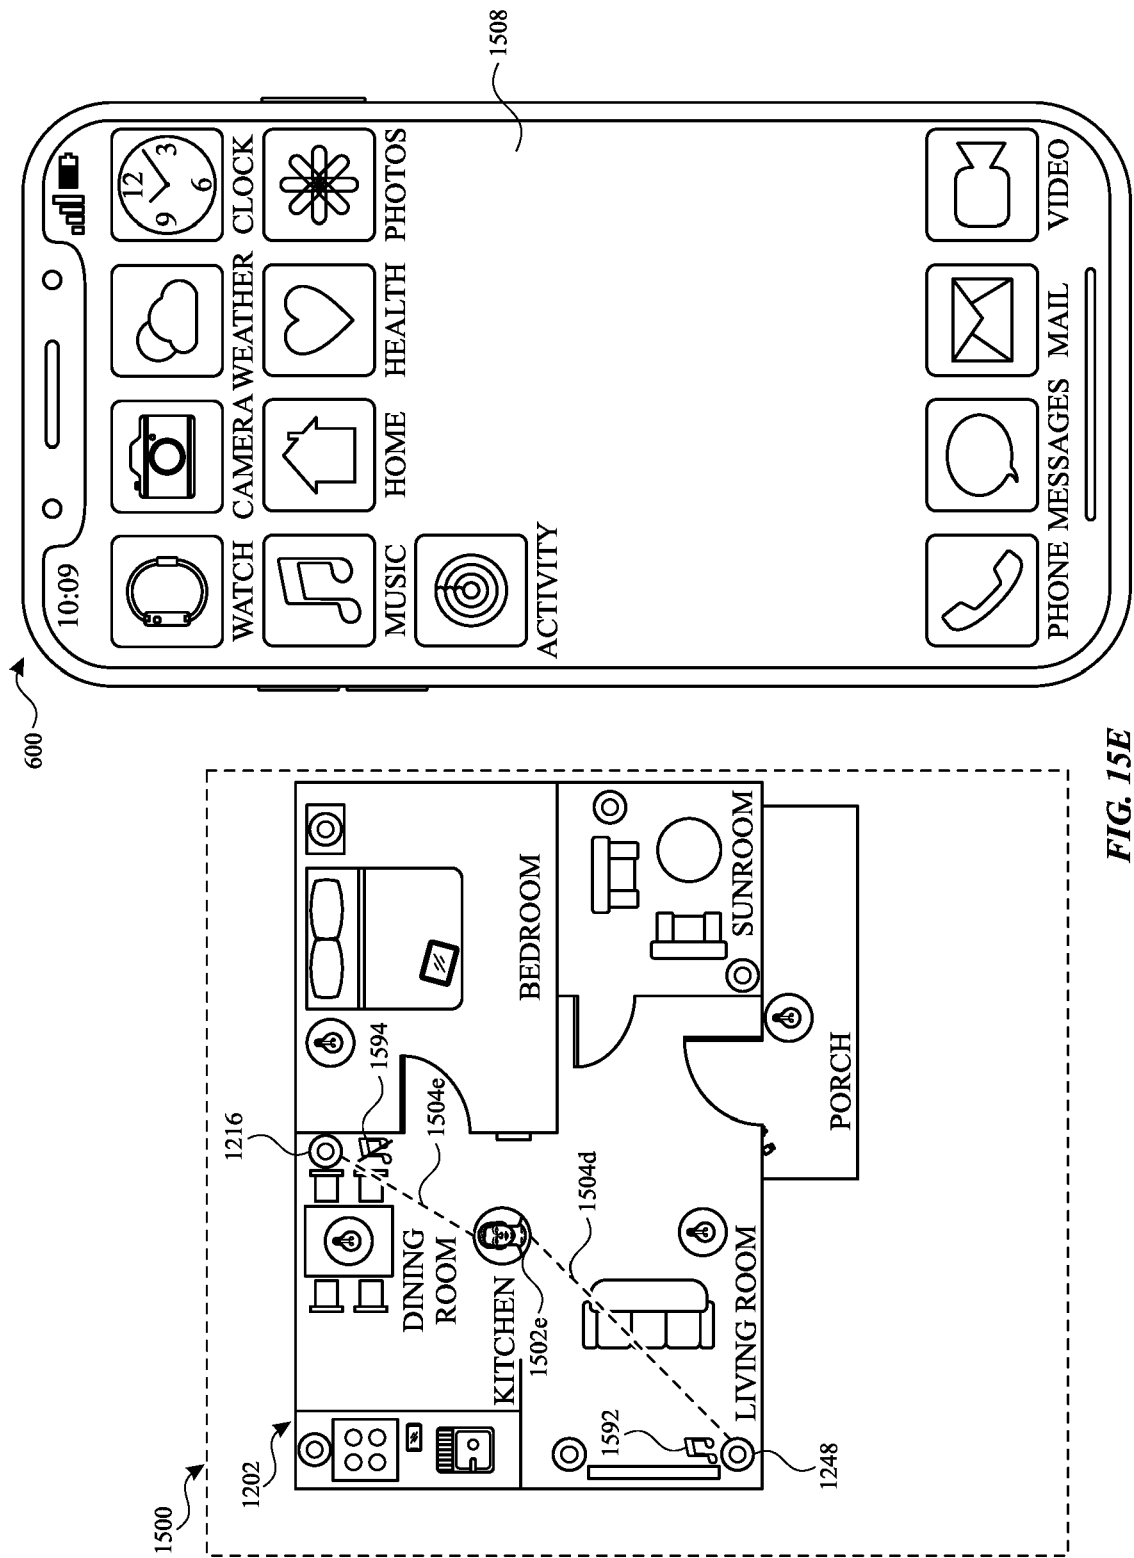 1500
1202
1216
1594
1504e
DINING
ROOM
KITCHEN
1502e
1504d
BEDROOM
SUNROOM
LIVING ROOM
1592
1248
PORCH
600
10:09
12
3
6
9
WATCH
CAMERA
WEATHER
CLOCK
MUSIC
HOME
HEALTH
PHOTOS
ACTIVITY
1508
PHONE
MESSAGES
MAIL
VIDEO
FIG. 15E